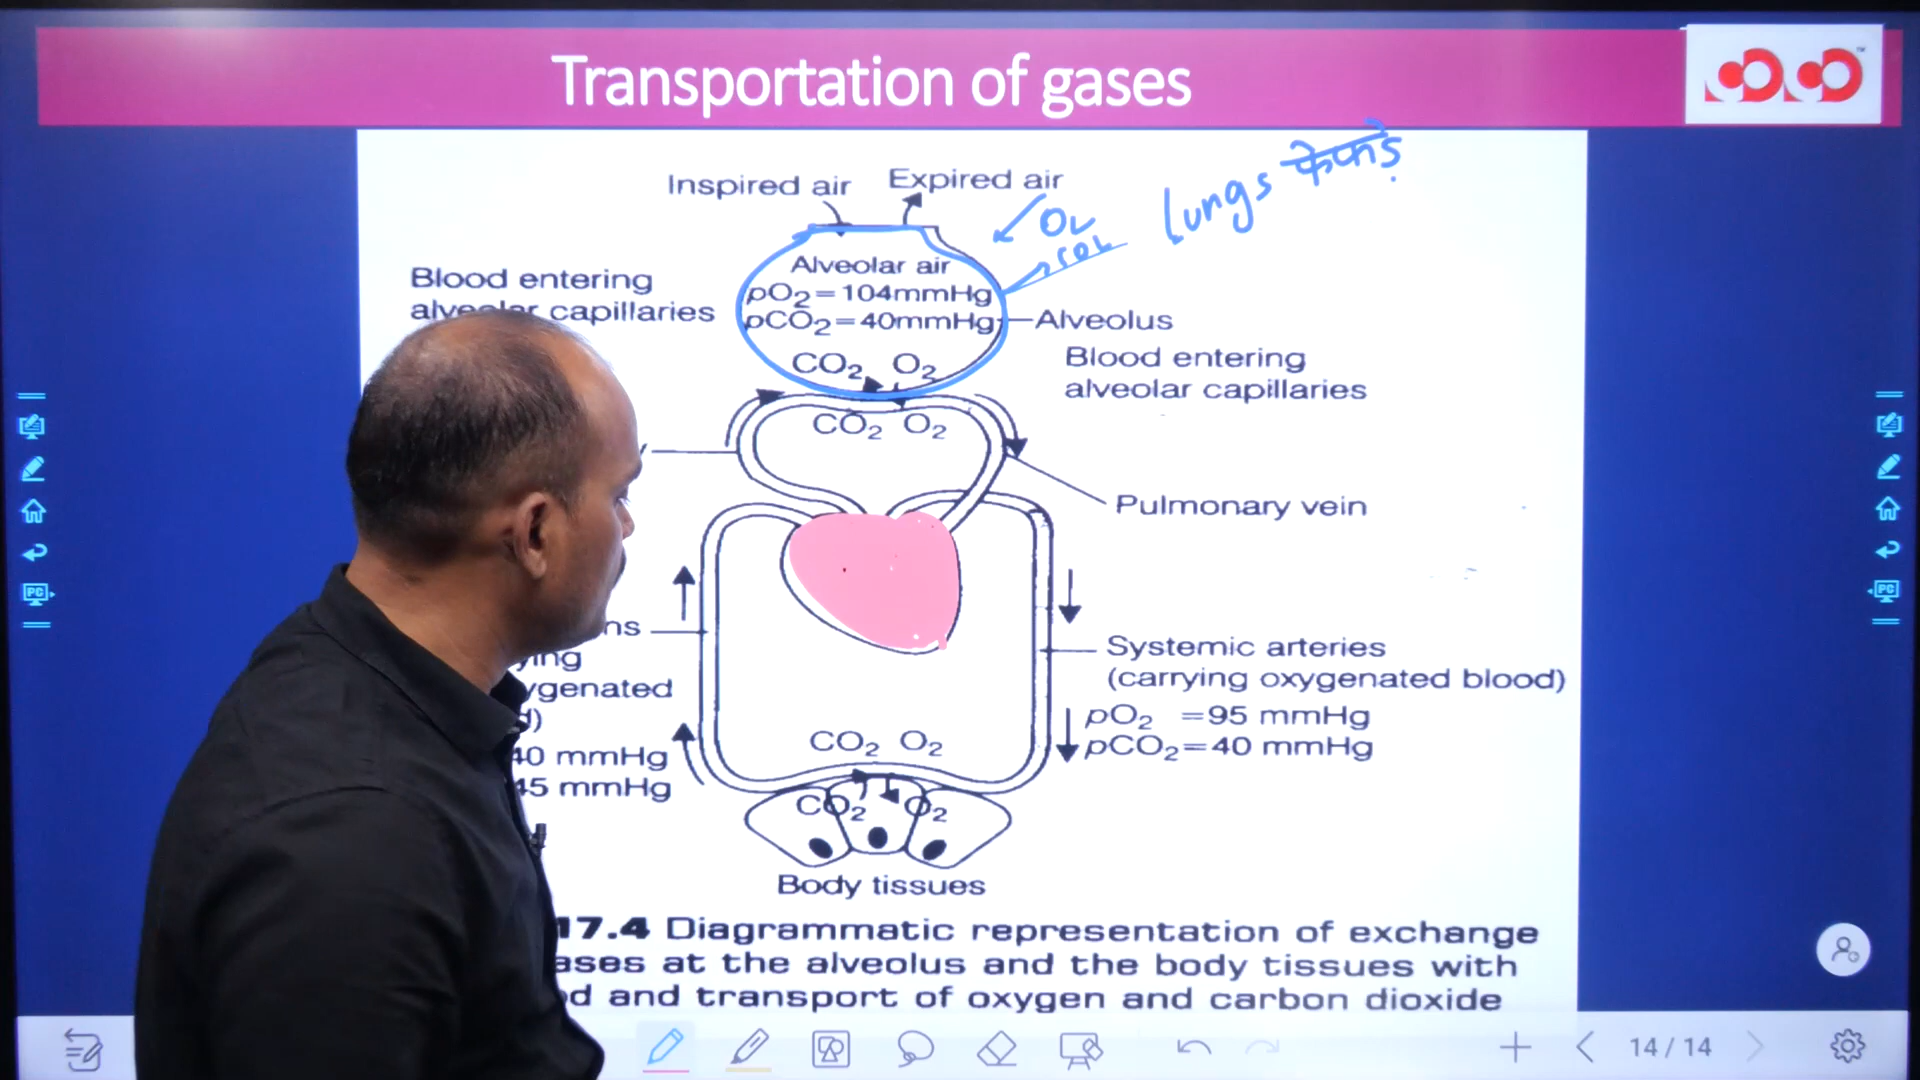 Transportation of gases
Inspired air
Expired air
O2
CO2
Lungs
Blood entering
alveolar capillaries
Alveolar air
pO2=104mmHg
pCO2=40mmHg
Alveolus
CO2 O2
Blood entering
alveolar capillaries
CO2 O2
Pulmonary vein
ns
ying
ygenated
d)
40 mmHg
45 mmHg
Systemic arteries
(carrying oxygenated blood)
pO2 =95 mmHg
pCO2=40 mmHg
CO2 O2
CO2 O2
Body tissues
17.4 Diagrammatic representation of exchange
ases at the alveolus and the body tissues with
d and transport of oxygen and carbon dioxide
PC
PC
14/14